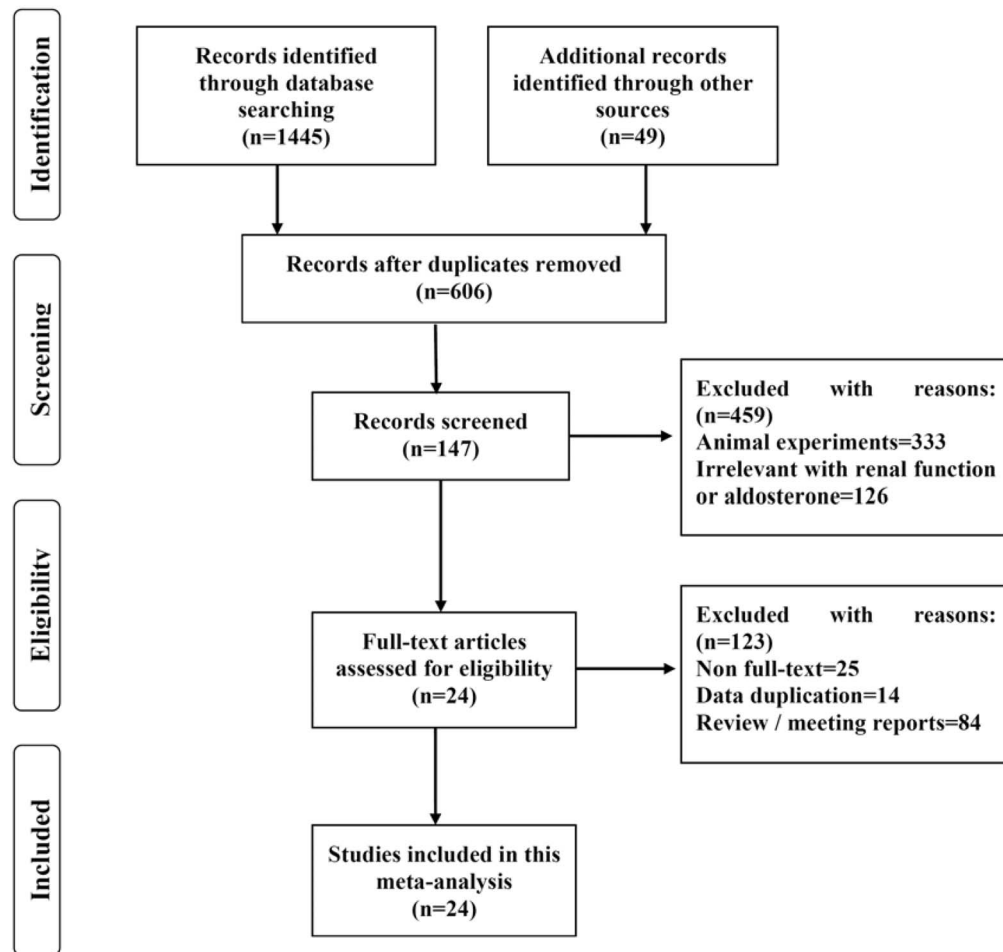 Identification
Records identified
through database
searching
(n=1445)
Additional records
identified through other
sources
(n=49)
Records after duplicates removed
(n=606)
Screening
Records screened
(n=147)
Excluded with reasons:
(n=459)
Animal experiments=333
Irrelevant with renal function
or aldosterone=126
Eligibility
Full-text articles
assessed for eligibility
(n=24)
Excluded with reasons:
(n=123)
Non full-text=25
Data duplication=14
Review / meeting reports=84
Included
Studies included in this
meta-analysis
(n=24)